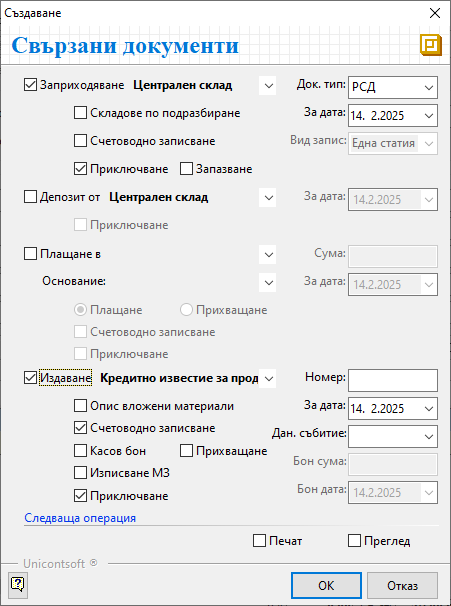 Създаване
Свързани документи
Заприходяване Централен склад Док. тип: РСД
Складове по подразбиране За дата: 14. 2.2025
Счетоводно записване Вид запис: Една статия
Приключване Запазване
Депозит от Централен склад За дата: 14.2.2025
Приключване
Плащане в Сума:
Основание: За дата: 14.2.2025
Плащане Прихващане
Счетоводно записване
Приключване
Издаване Кредитно известие за прод Номер:
Опис вложени материали За дата: 14. 2.2025
Счетоводно записване Дан. събитие:
Касов бон Прихващане Бон сума:
Изписване МЗ
Приключване Бон дата: 14.2.2025
Следваща операция
Печат Преглед
Unicontsoft ®
? ОК Отказ